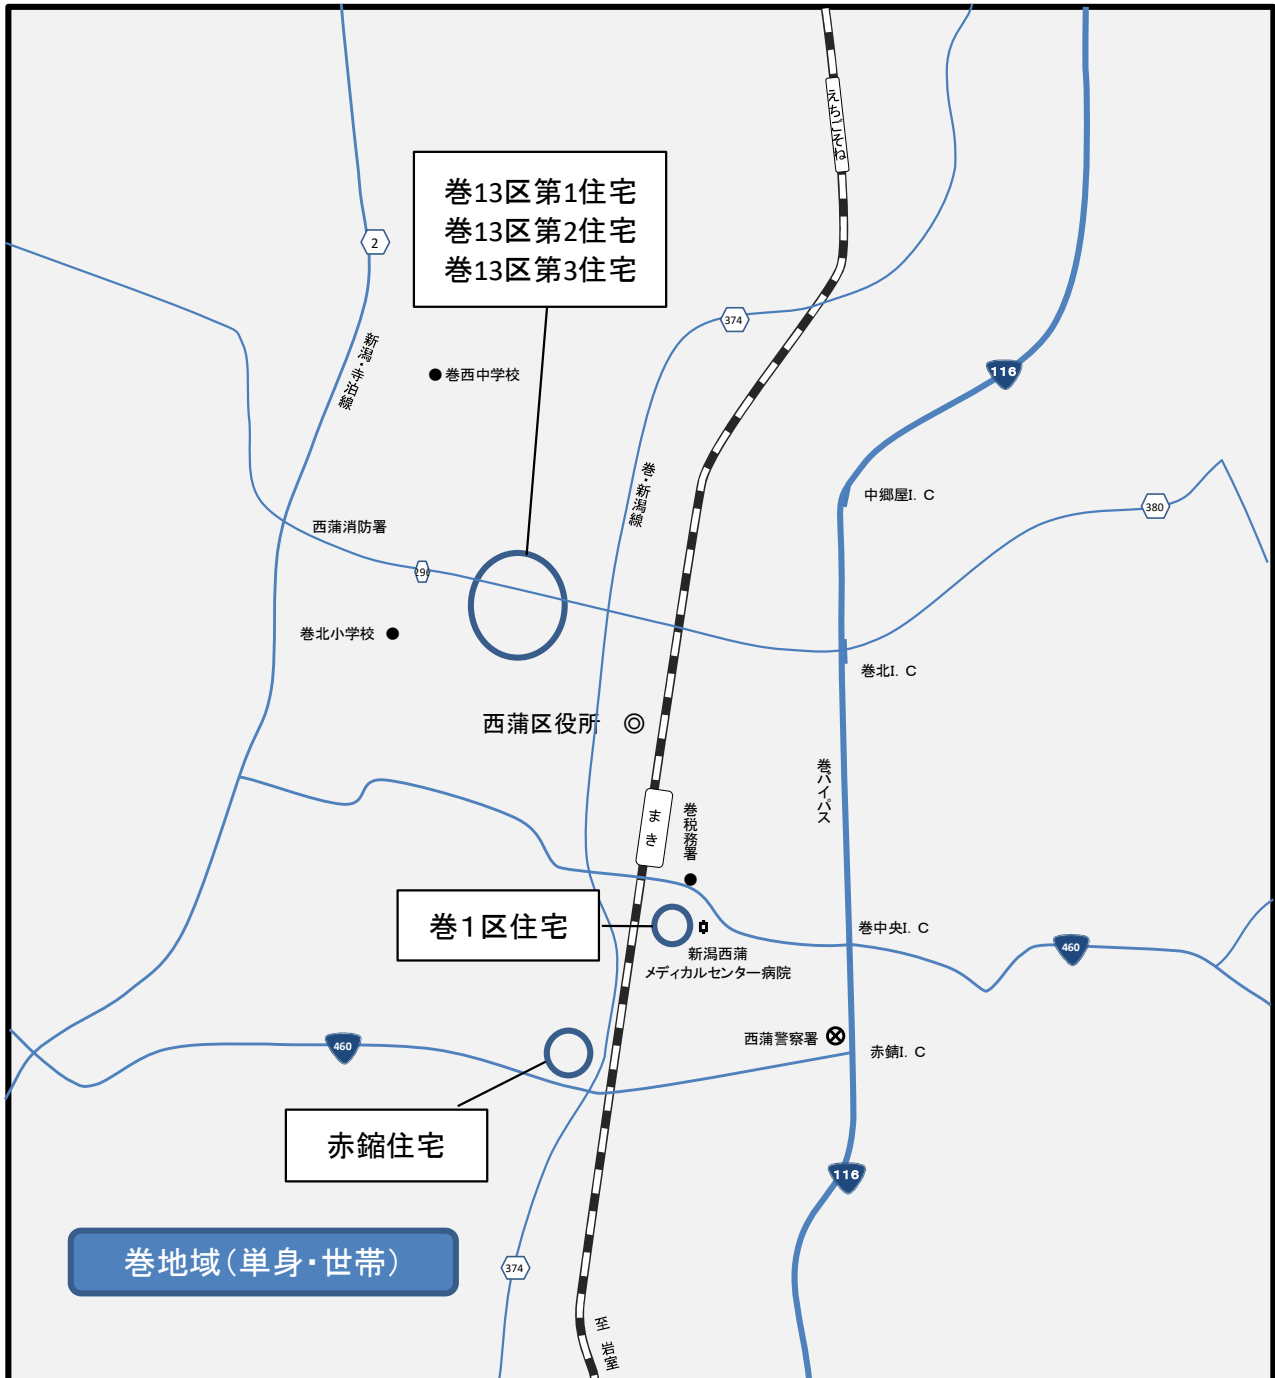 えちごそね
巻13区第1住宅
巻13区第2住宅
巻13区第3住宅
2
374
新潟・寺泊線
巻西中学校
116
巻・新潟線
中郷屋I. C
380
西蒲消防署
290
巻北小学校
巻北I. C
西蒲区役所
巻バイパス
まき
巻税務署
巻1区住宅
巻中央I. C
460
新潟西蒲
メディカルセンター病院
西蒲警察署
赤鏥I. C
460
赤鏥住宅
116
巻地域（単身・世帯）
374
至 岩室